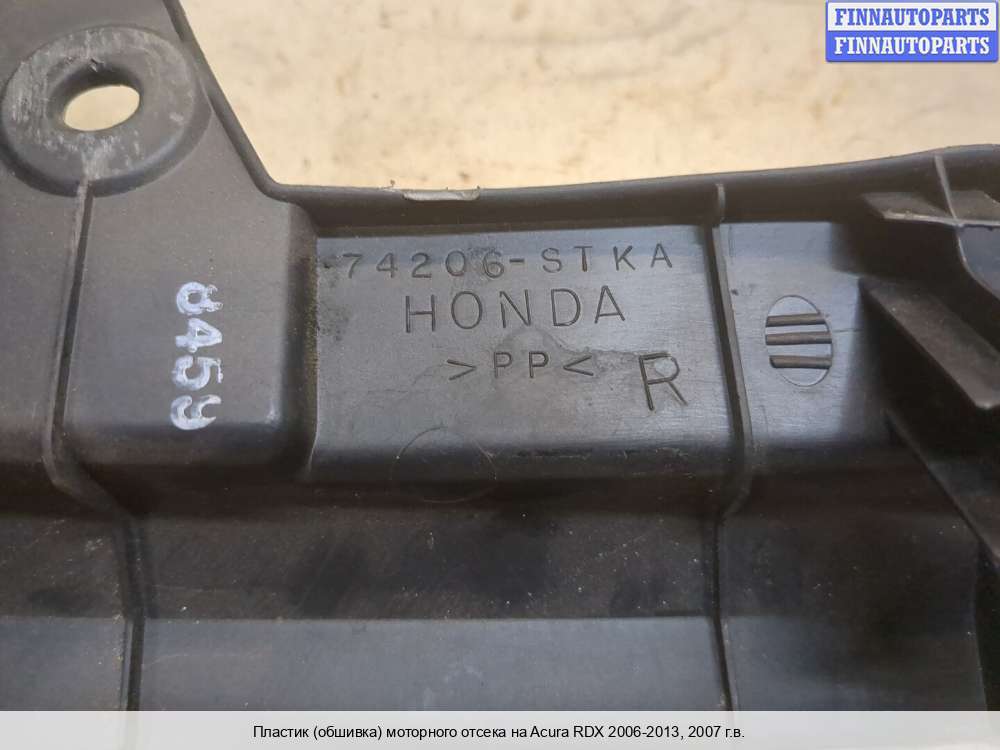 FINNAUTOPARTS
FINNAUTOPARTS
74206-STKA
HONDA
>PP<
R
8459
Пластик (обшивка) моторного отсека на Acura RDX 2006-2013, 2007 г.в.